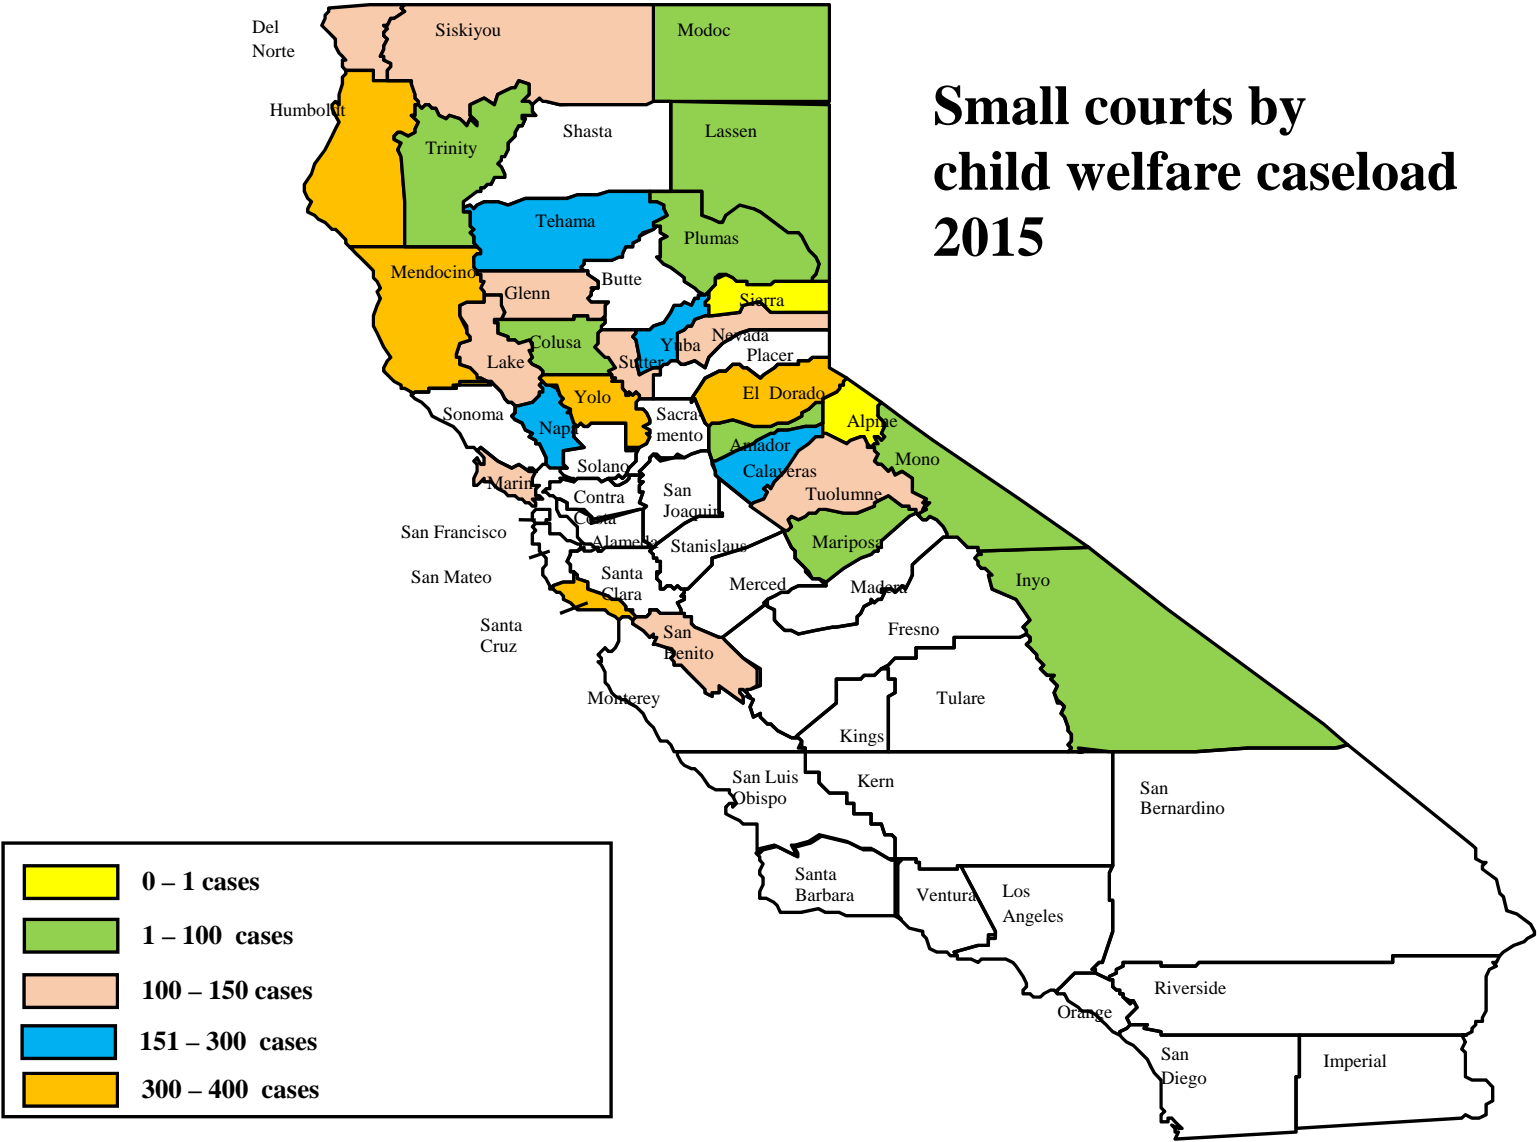 Small courts by
child welfare caseload
2015
Del
Norte
Siskiyou
Modoc
Humboldt
Trinity
Shasta
Lassen
Tehama
Plumas
Mendocino
Glenn
Butte
Sierra
Colusa
Lake
Sutter
Yuba
Nevada
Placer
El Dorado
Yolo
Sonoma
Napa
Sacra
mento
Alpine
Amador
Solano
Marin
Calaveras
Mono
Tuolumne
Contra
Costa
San
Joaquin
San Francisco
Alameda
Stanislaus
Mariposa
San Mateo
Santa
Clara
Merced
Madera
Inyo
Santa
Cruz
San
Benito
Fresno
Monterey
Tulare
Kings
San Luis
Obispo
Kern
San
Bernardino
Santa
Barbara
Ventura
Los
Angeles
Orange
Riverside
San
Diego
Imperial
0 – 1 cases
1 – 100 cases
100 – 150 cases
151 – 300 cases
300 – 400 cases